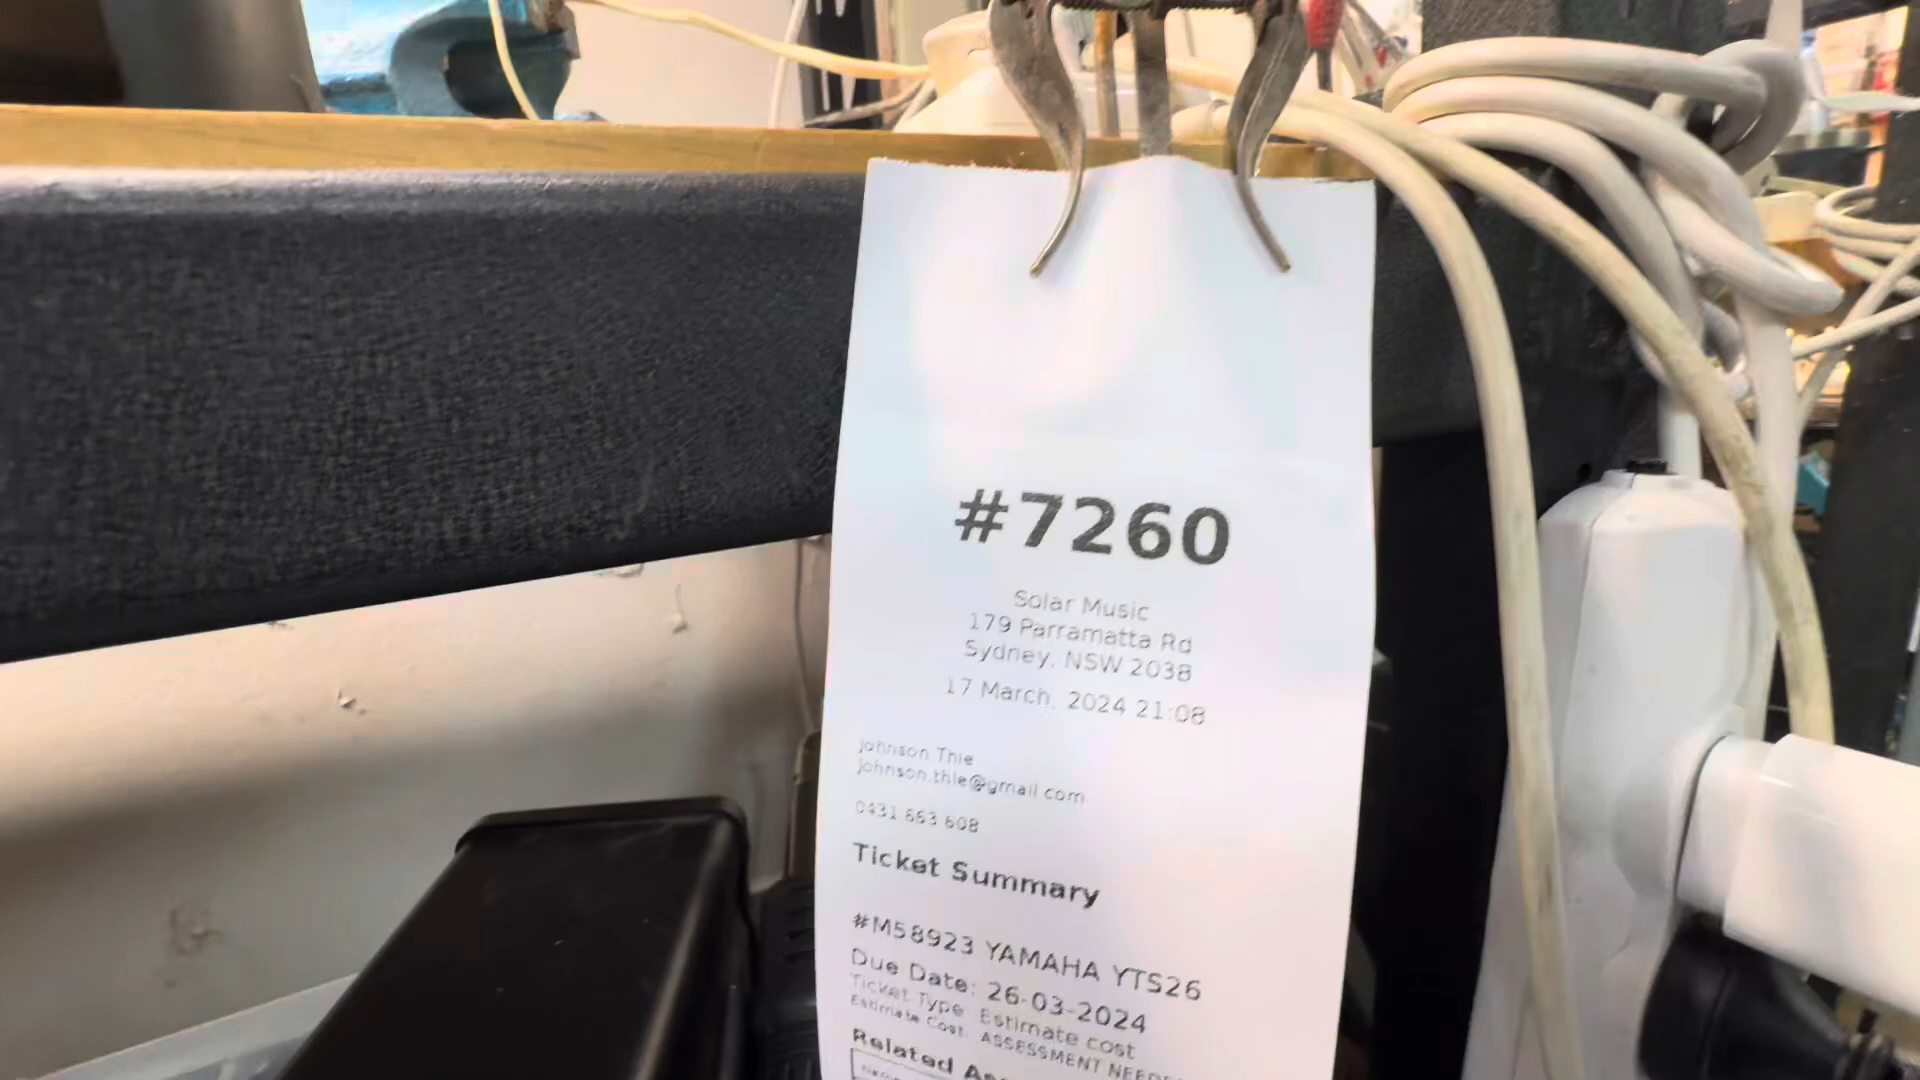 #7260
Solar Music
179 Parramatta Rd
Sydney, NSW 2038
17 March, 2024 21:08
Johnson Thie
johnson.thie@gmail.com
0431 663 608
Ticket Summary
#M58923 YAMAHA YTS26
Due Date: 26-03-2024
Ticket Type: Estimate cost
Estimate Cost: ASSESSMENT
Related